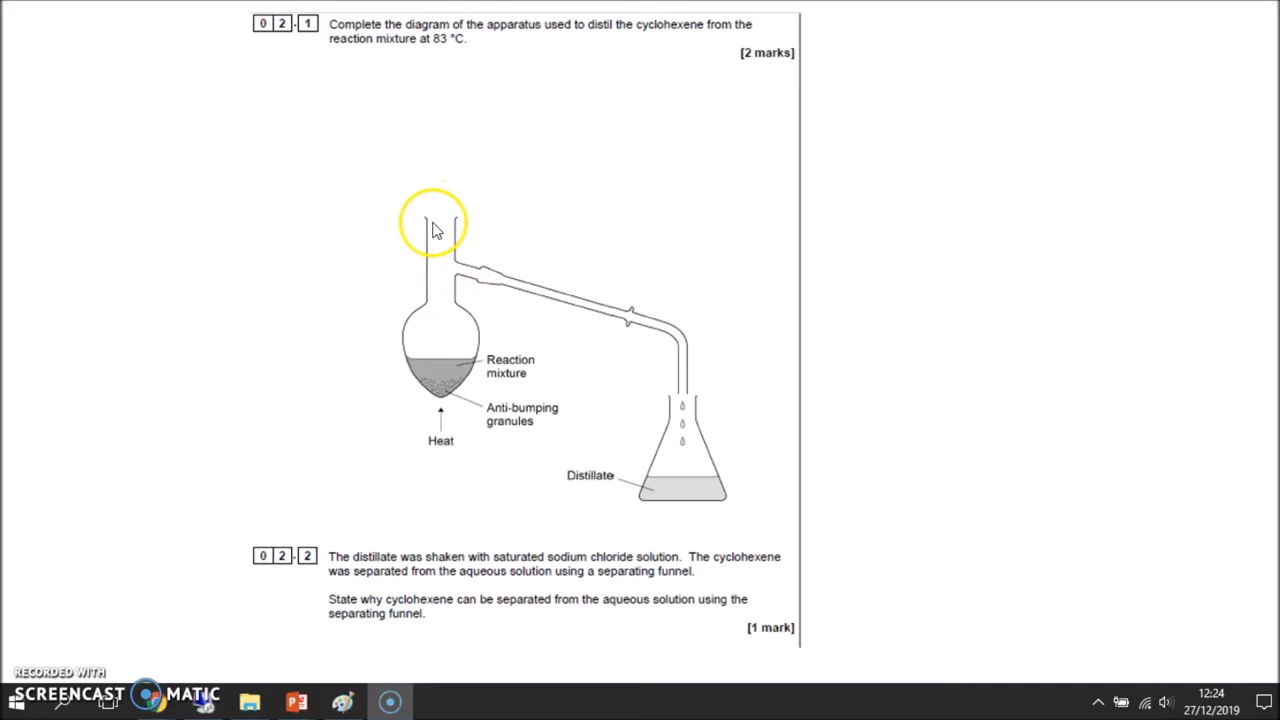 0 2 . 1 Complete the diagram of the apparatus used to distil the cyclohexene from the
reaction mixture at 83 °C.
[2 marks]
Reaction
mixture
Anti-bumping
granules
Heat
Distillate
0 2 . 2 The distillate was shaken with saturated sodium chloride solution. The cyclohexene
was separated from the aqueous solution using a separating funnel.
State why cyclohexene can be separated from the aqueous solution using the
separating funnel.
[1 mark]
RECORDED WITH
SCREENCAST MATIC
12:24
27/12/2019